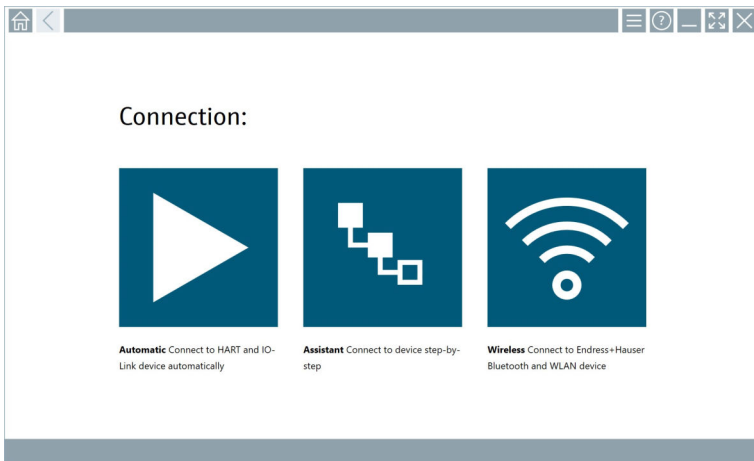 Connection:
Automatic Connect to HART and IO-
Link device automatically
Assistant Connect to device step-by-
step
Wireless Connect to Endress+Hauser
Bluetooth and WLAN device